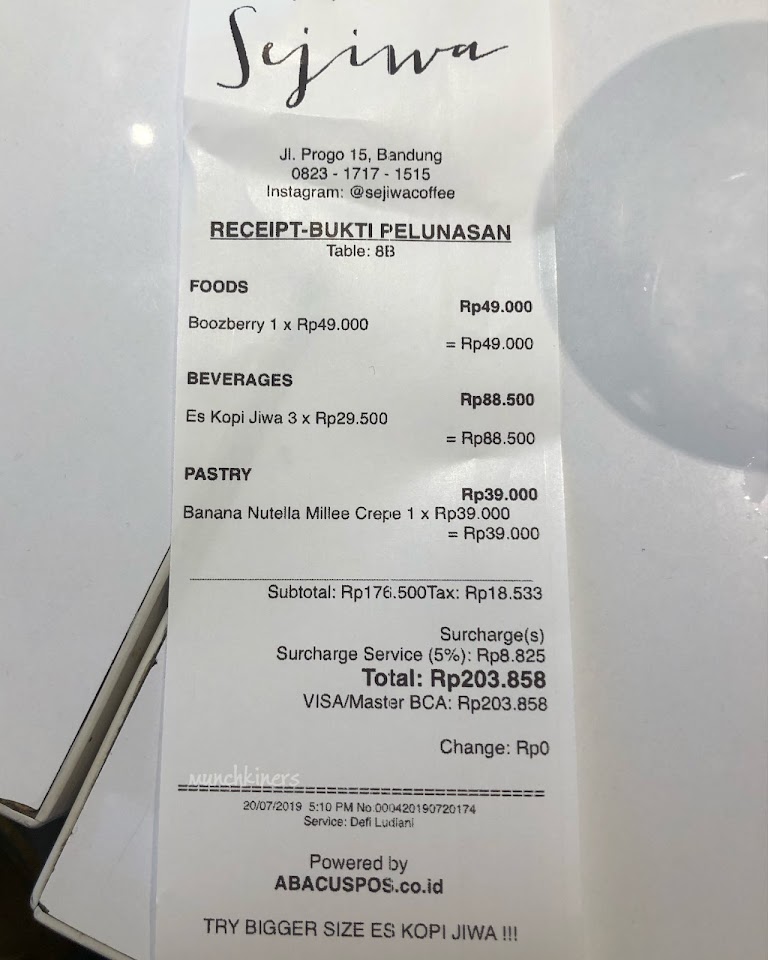 Sejiwa
Jl. Progo 15, Bandung
0823 - 1717 - 1515
Instagram: @sejiwacoffee
RECEIPT-BUKTI PELUNASAN
Table: 8B
FOODS
Rp49.000
Boozberry 1 x Rp49.000
= Rp49.000
BEVERAGES
Rp88.500
Es Kopi Jiwa 3 x Rp29.500
= Rp88.500
PASTRY
Rp39.000
Banana Nutella Millee Crepe 1 x Rp39.000
= Rp39.000
Subtotal: Rp176.500Tax: Rp18.533
Surcharge(s)
Surcharge Service (5%): Rp8.825
Total: Rp203.858
VISA/Master BCA: Rp203.858
Change: Rp0
munchkiners
20/07/2019 5:10 PM No.000420190720174
Service: Defi Ludiani
Powered by
ABACUSPOS.co.id
TRY BIGGER SIZE ES KOPI JIWA !!!